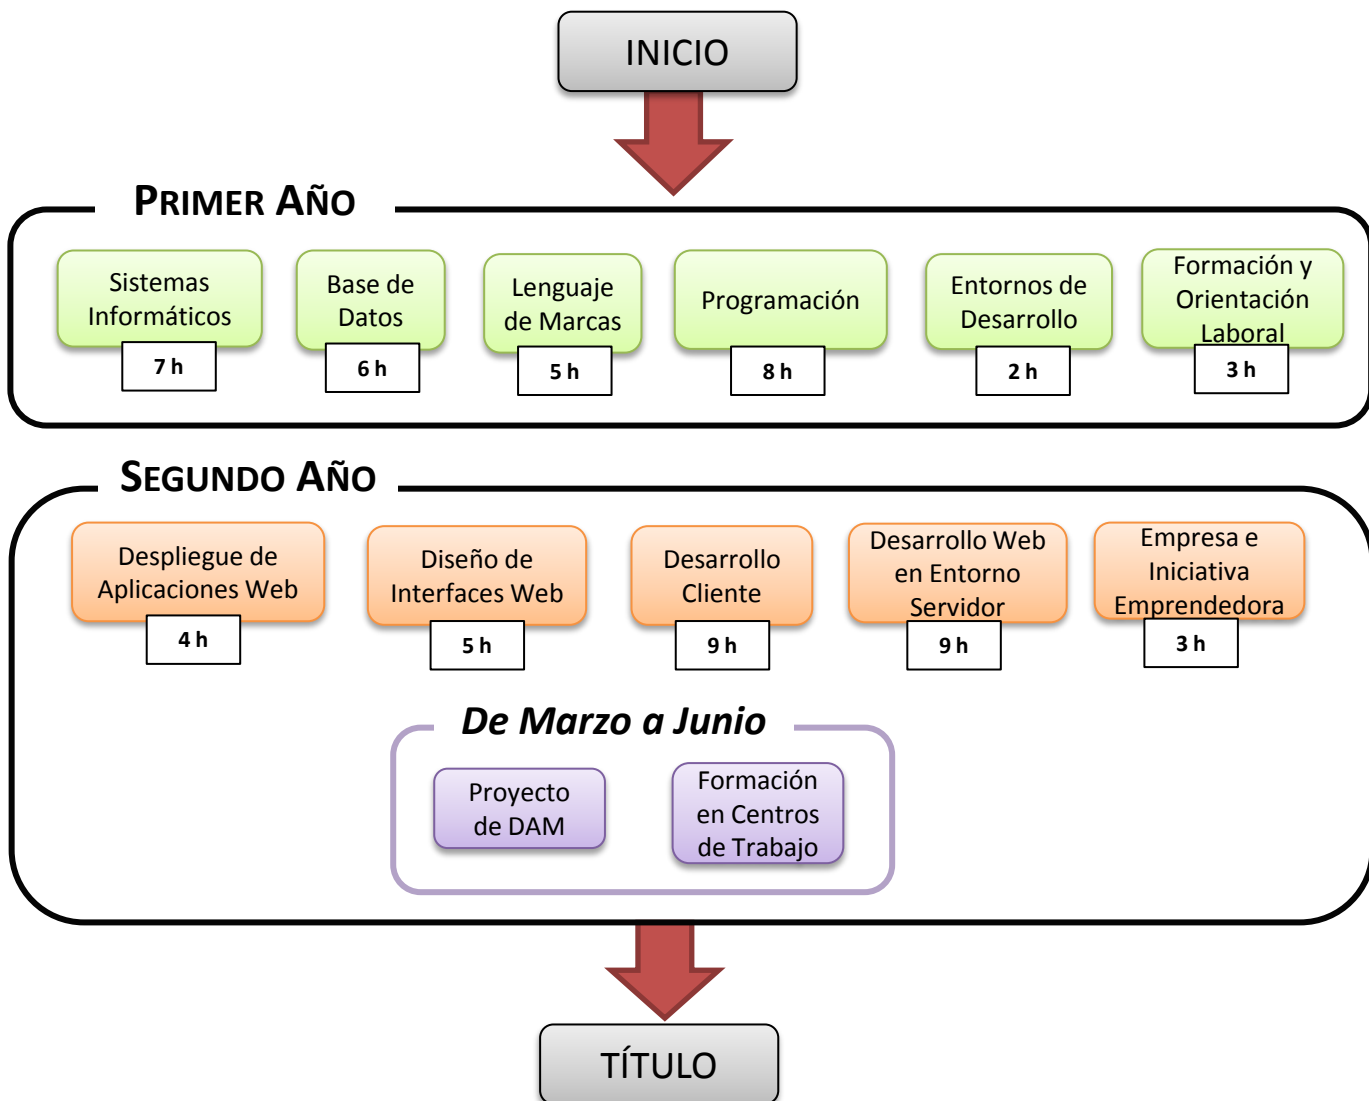 INICIO
PRIMER AÑO
Sistemas
Informáticos
7 h
Base de
Datos
6 h
Lenguaje
de Marcas
5 h
Programación
8 h
Entornos de
Desarrollo
2 h
Formación y
Orientación
Laboral
3 h
SEGUNDO AÑO
Despliegue de
Aplicaciones Web
4 h
Diseño de
Interfaces Web
5 h
Desarrollo
Cliente
9 h
Desarrollo Web
en Entorno
Servidor
9 h
Empresa e
Iniciativa
Emprendedora
3 h
De Marzo a Junio
Proyecto
de DAM
Formación
en Centros
de Trabajo
TÍTULO